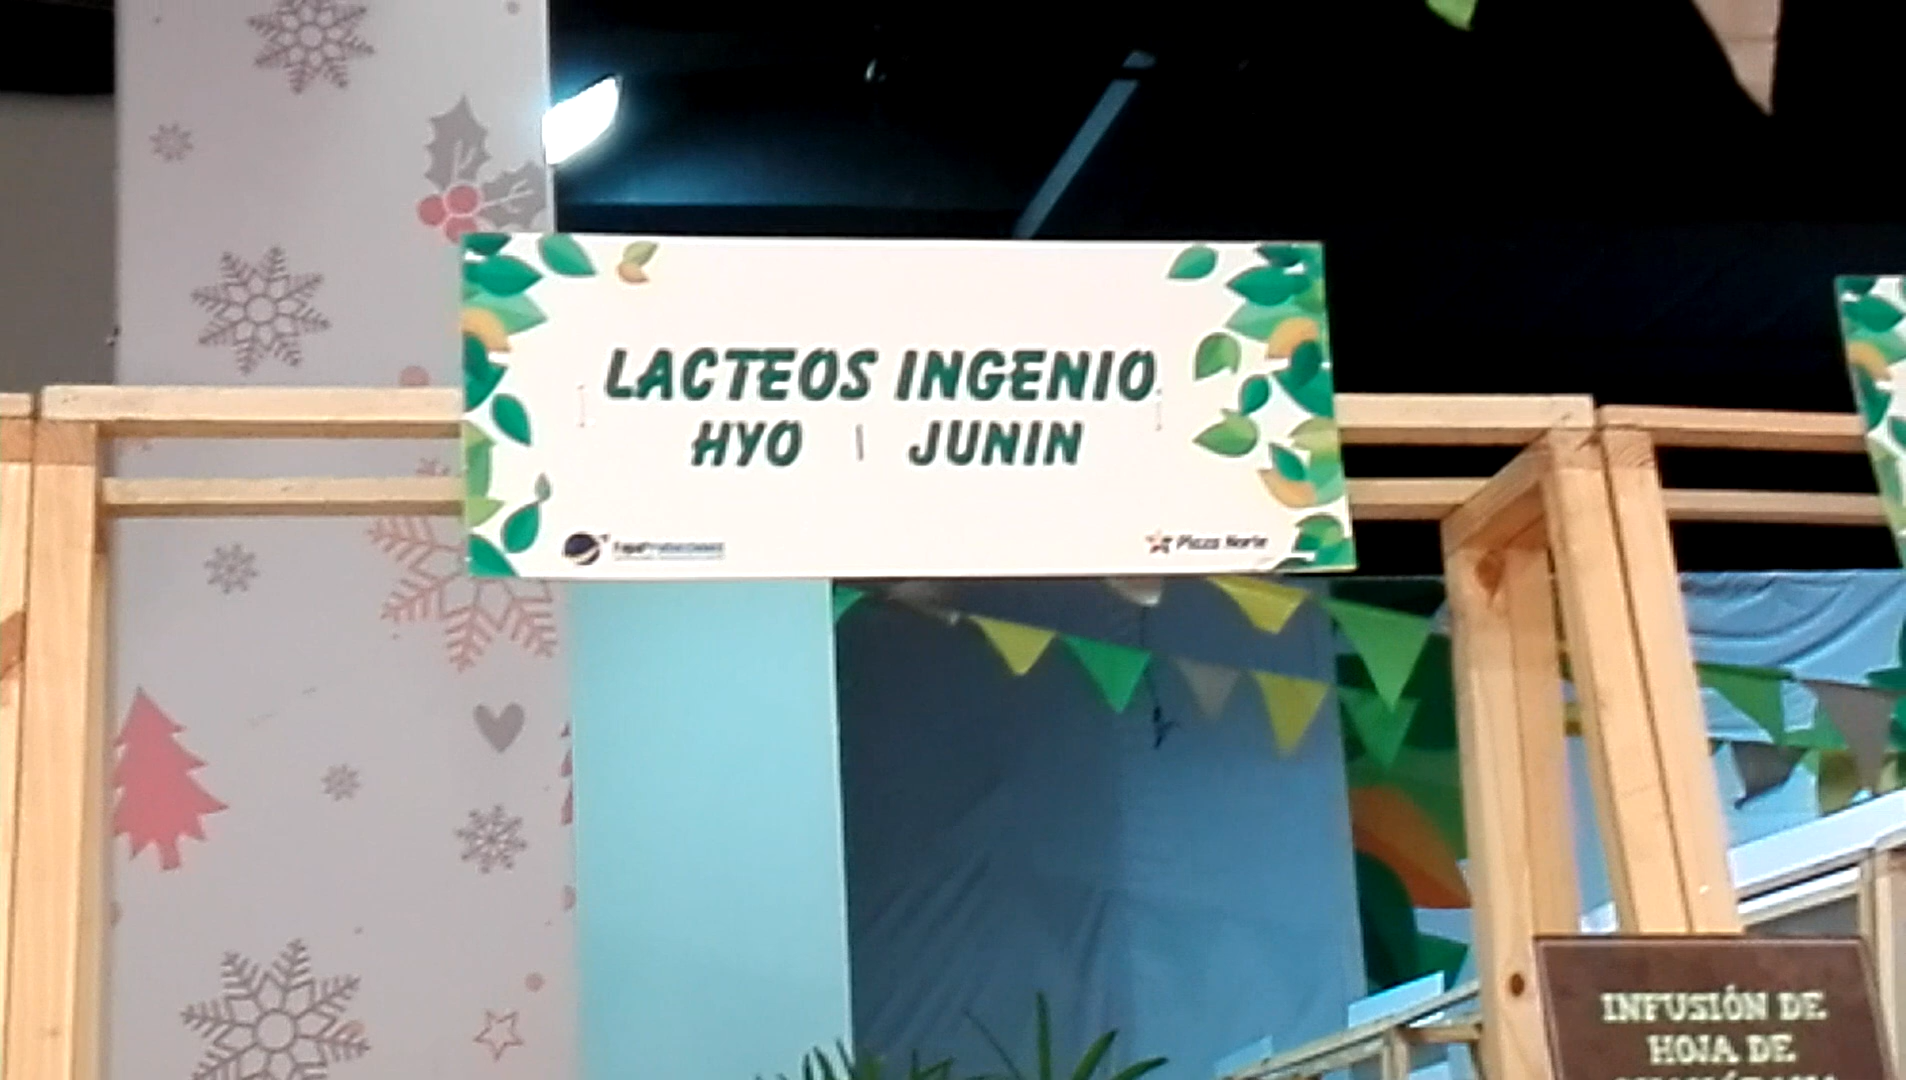 LACTEOS INGENIO
HYO | JUNIN
Plaza Norte
INFUSIÓN DE
HOJA DE